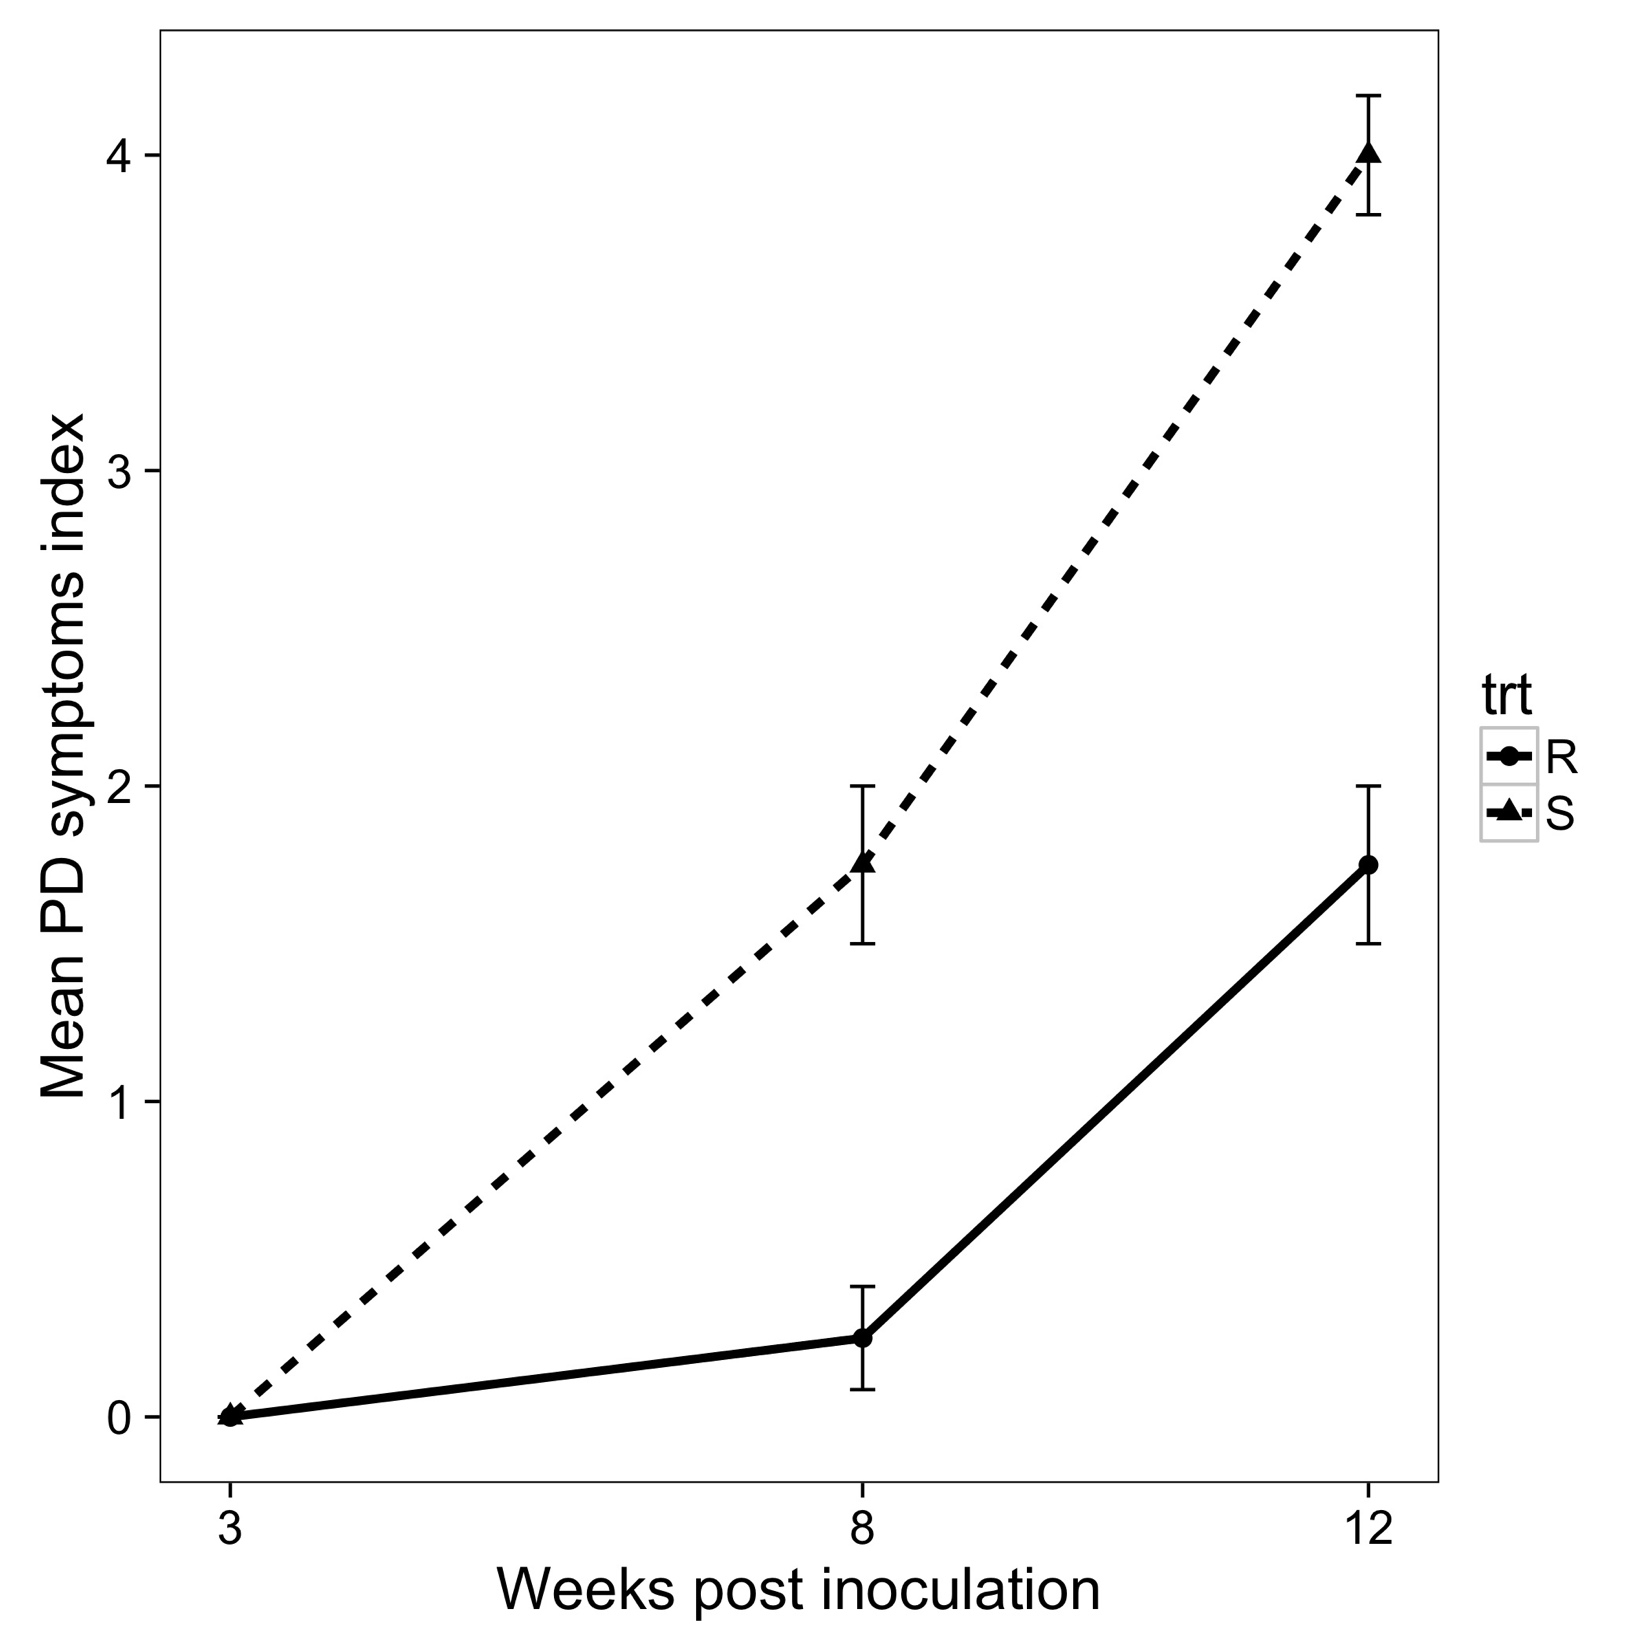 Mean PD symptoms index
4
3
2
1
0
3 8 12
Weeks post inoculation
trt
R
S